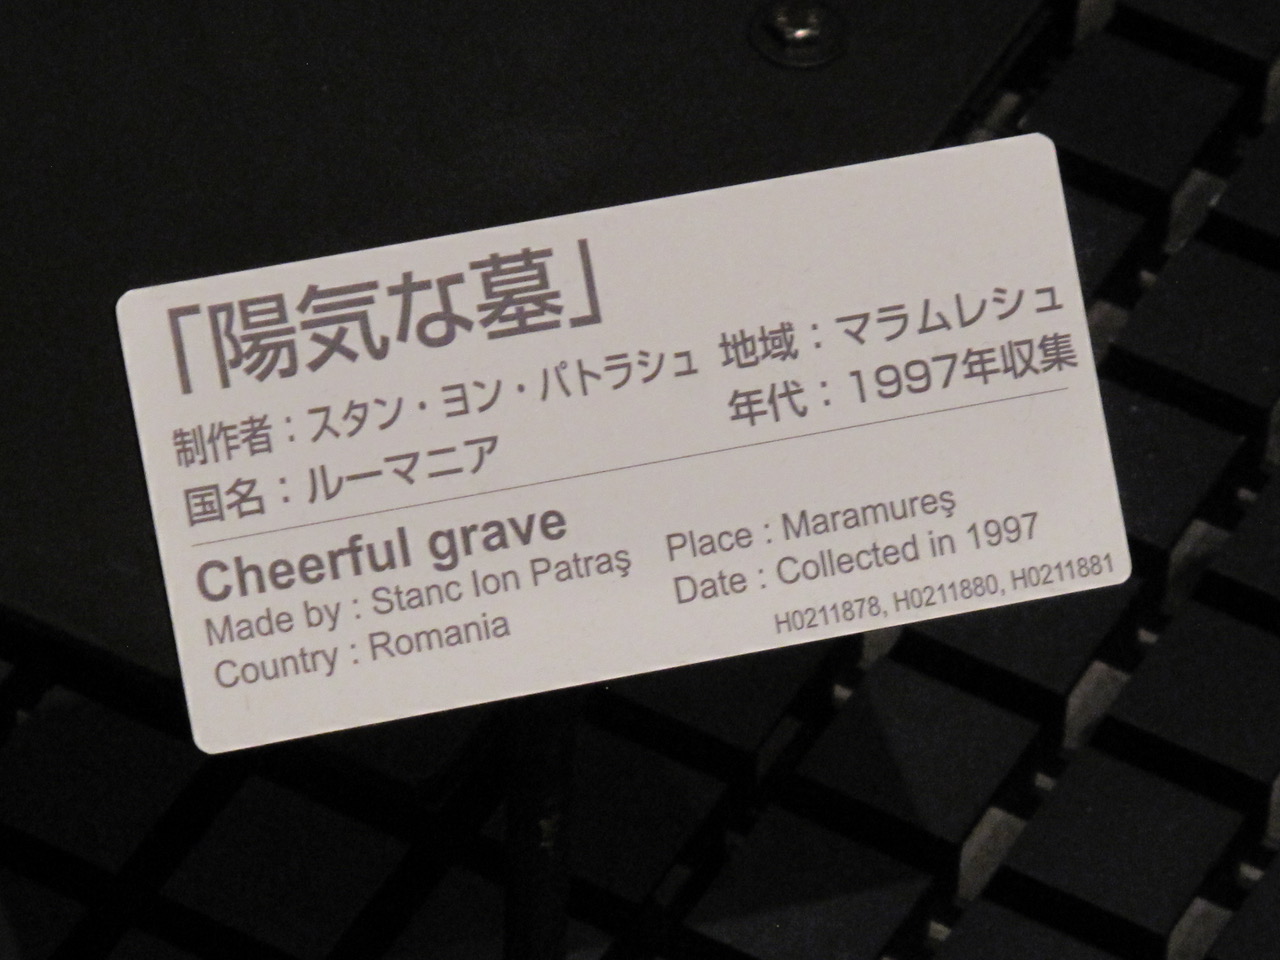 「陽気な墓」
制作者：スタン・ヨン・パトラシュ 地域：マラムレシュ
国名：ルーマニア 年代：1997年収集
Cheerful grave
Made by : Stanc Ion Patraş Place : Maramureş
Country : Romania Date : Collected in 1997
H0211878, H0211880, H0211881